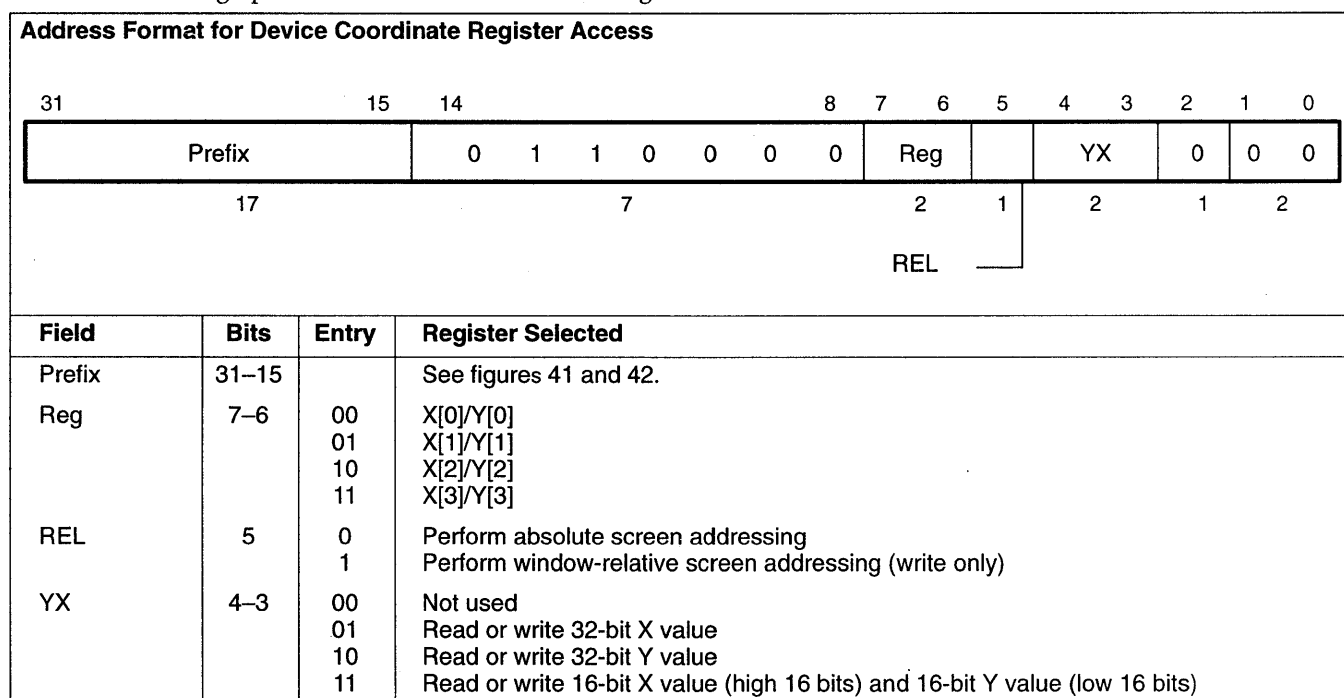 Address Format for Device Coordinate Register Access
31 15 14 8 7 6 5 4 3 2 1 0
Prefix 0 1 1 0 0 0 0 Reg YX 0 0 0
17 7 2 1 2 1 2
REL
Field Bits Entry Register Selected
Prefix 31–15 See figures 41 and 42.
Reg 7–6 00 X[0]/Y[0]
01 X[1]/Y[1]
10 X[2]/Y[2]
11 X[3]/Y[3]
REL 5 0 Perform absolute screen addressing
1 Perform window-relative screen addressing (write only)
YX 4–3 00 Not used
01 Read or write 32-bit X value
10 Read or write 32-bit Y value
11 Read or write 16-bit X value (high 16 bits) and 16-bit Y value (low 16 bits)